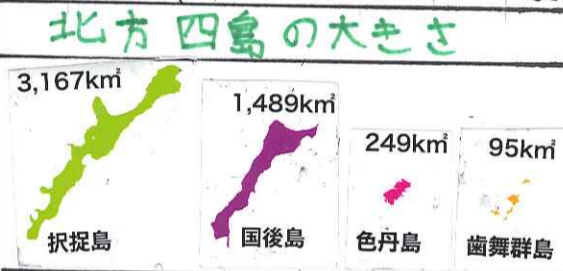 北方四島の大きさ
3,167km²
択捉島
1,489km²
国後島
249km²
色丹島
95km²
歯舞群島